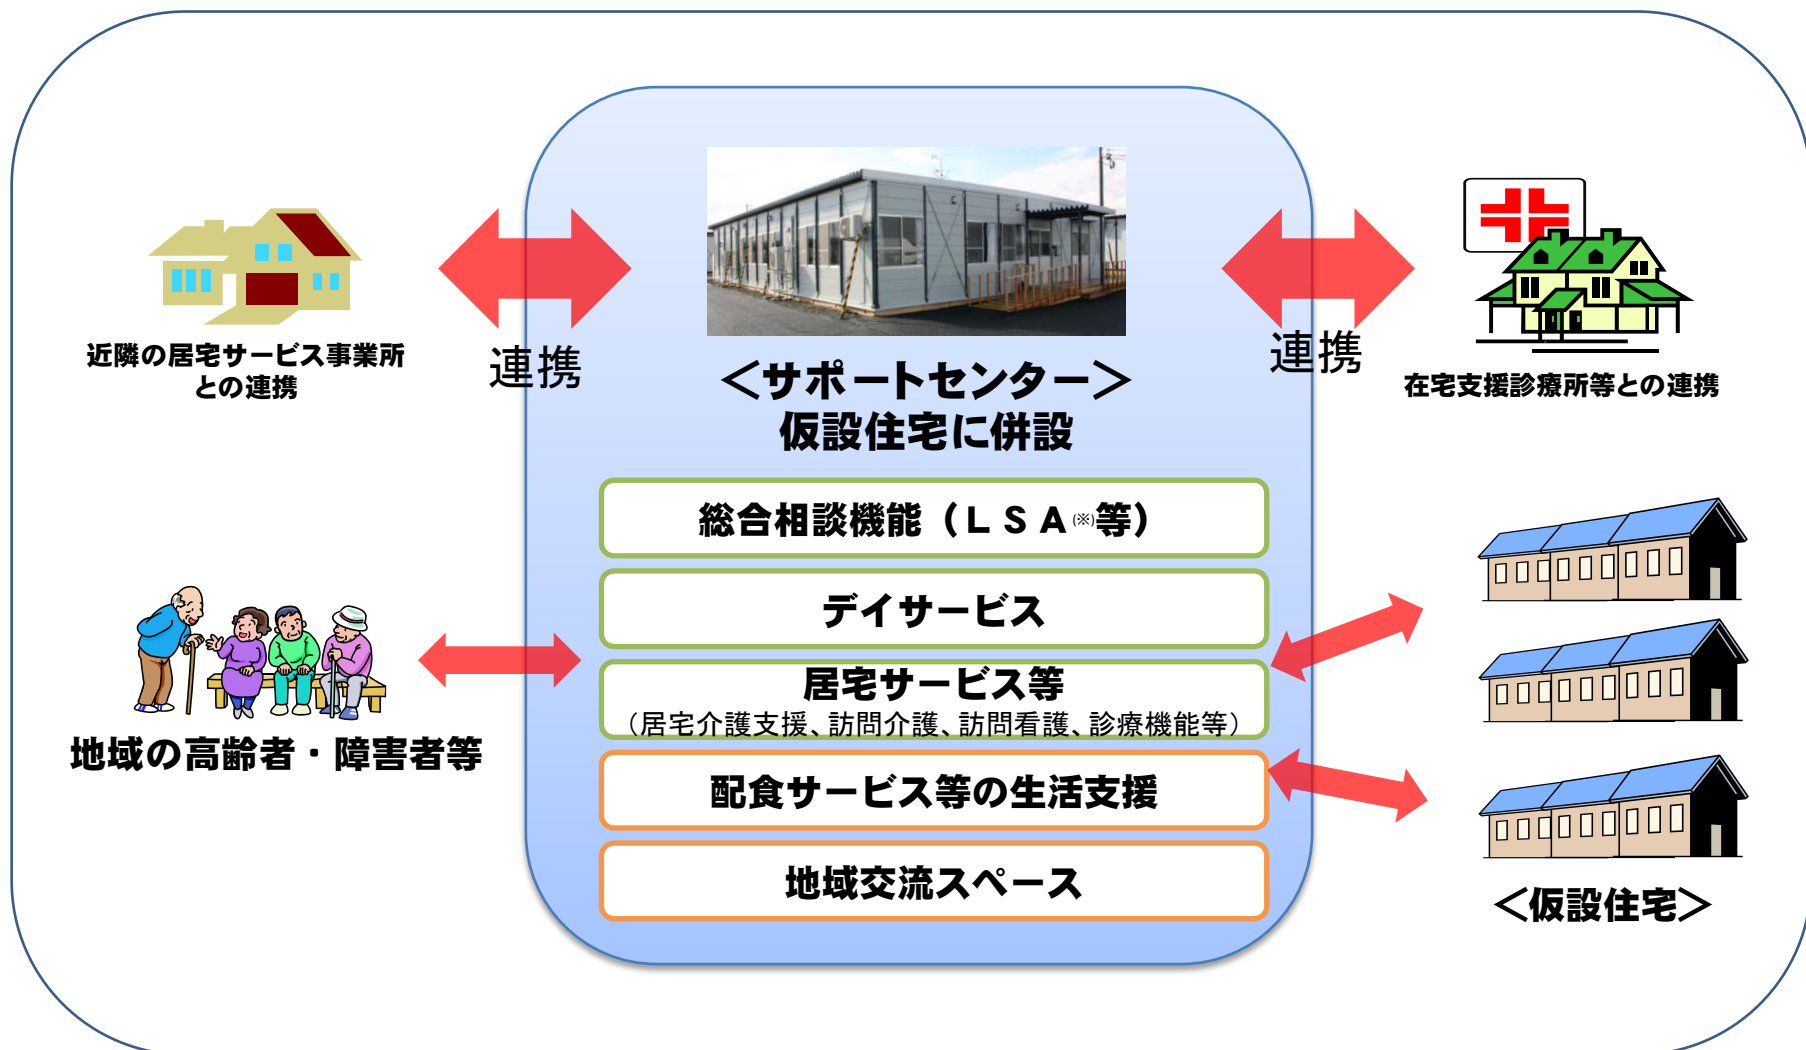 近隣の居宅サービス事業所
との連携
連携
＜サポートセンター＞
仮設住宅に併設
連携
在宅支援診療所等との連携
総合相談機能（ＬＳＡ(※)等）
デイサービス
居宅サービス等
（居宅介護支援、訪問介護、訪問看護、診療機能等）
配食サービス等の生活支援
地域交流スペース
地域の高齢者・障害者等
＜仮設住宅＞